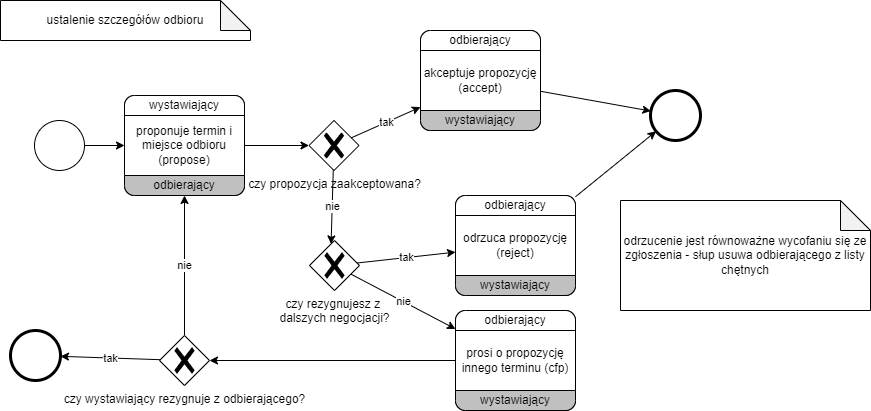 ustalenie szczegółów odbioru
odbierający
akceptuje propozycję
(accept)
wystawiający
wystawiający
proponuje termin i
miejsce odbioru
(propose)
odbierający
tak
czy propozycja zaakceptowana?
nie
odbierający
odrzuca propozycję
(reject)
wystawiający
tak
czy rezygnujesz z
dalszych negocjacji?
nie
odrzucenie jest równoważne wycofaniu się ze
zgłoszenia - słup usuwa odbierającego z listy
chętnych
odbierający
prosi o propozycję
innego terminu (cfp)
wystawiający
nie
tak
czy wystawiający rezygnuje z odbierającego?